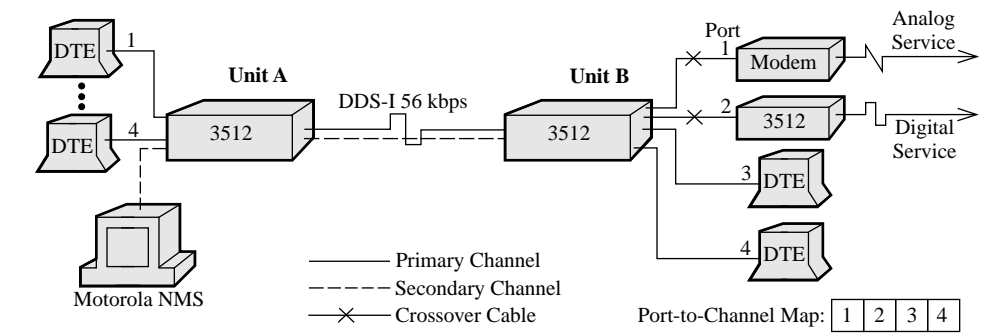 DTE
1
4
DTE
Unit A
3512
DDS-I 56 kbps
Unit B
3512
Port
1
Modem
Analog
Service
2
3512
Digital
Service
3
DTE
4
DTE
Motorola NMS
Primary Channel
Secondary Channel
Crossover Cable
Port-to-Channel Map: 1 2 3 4